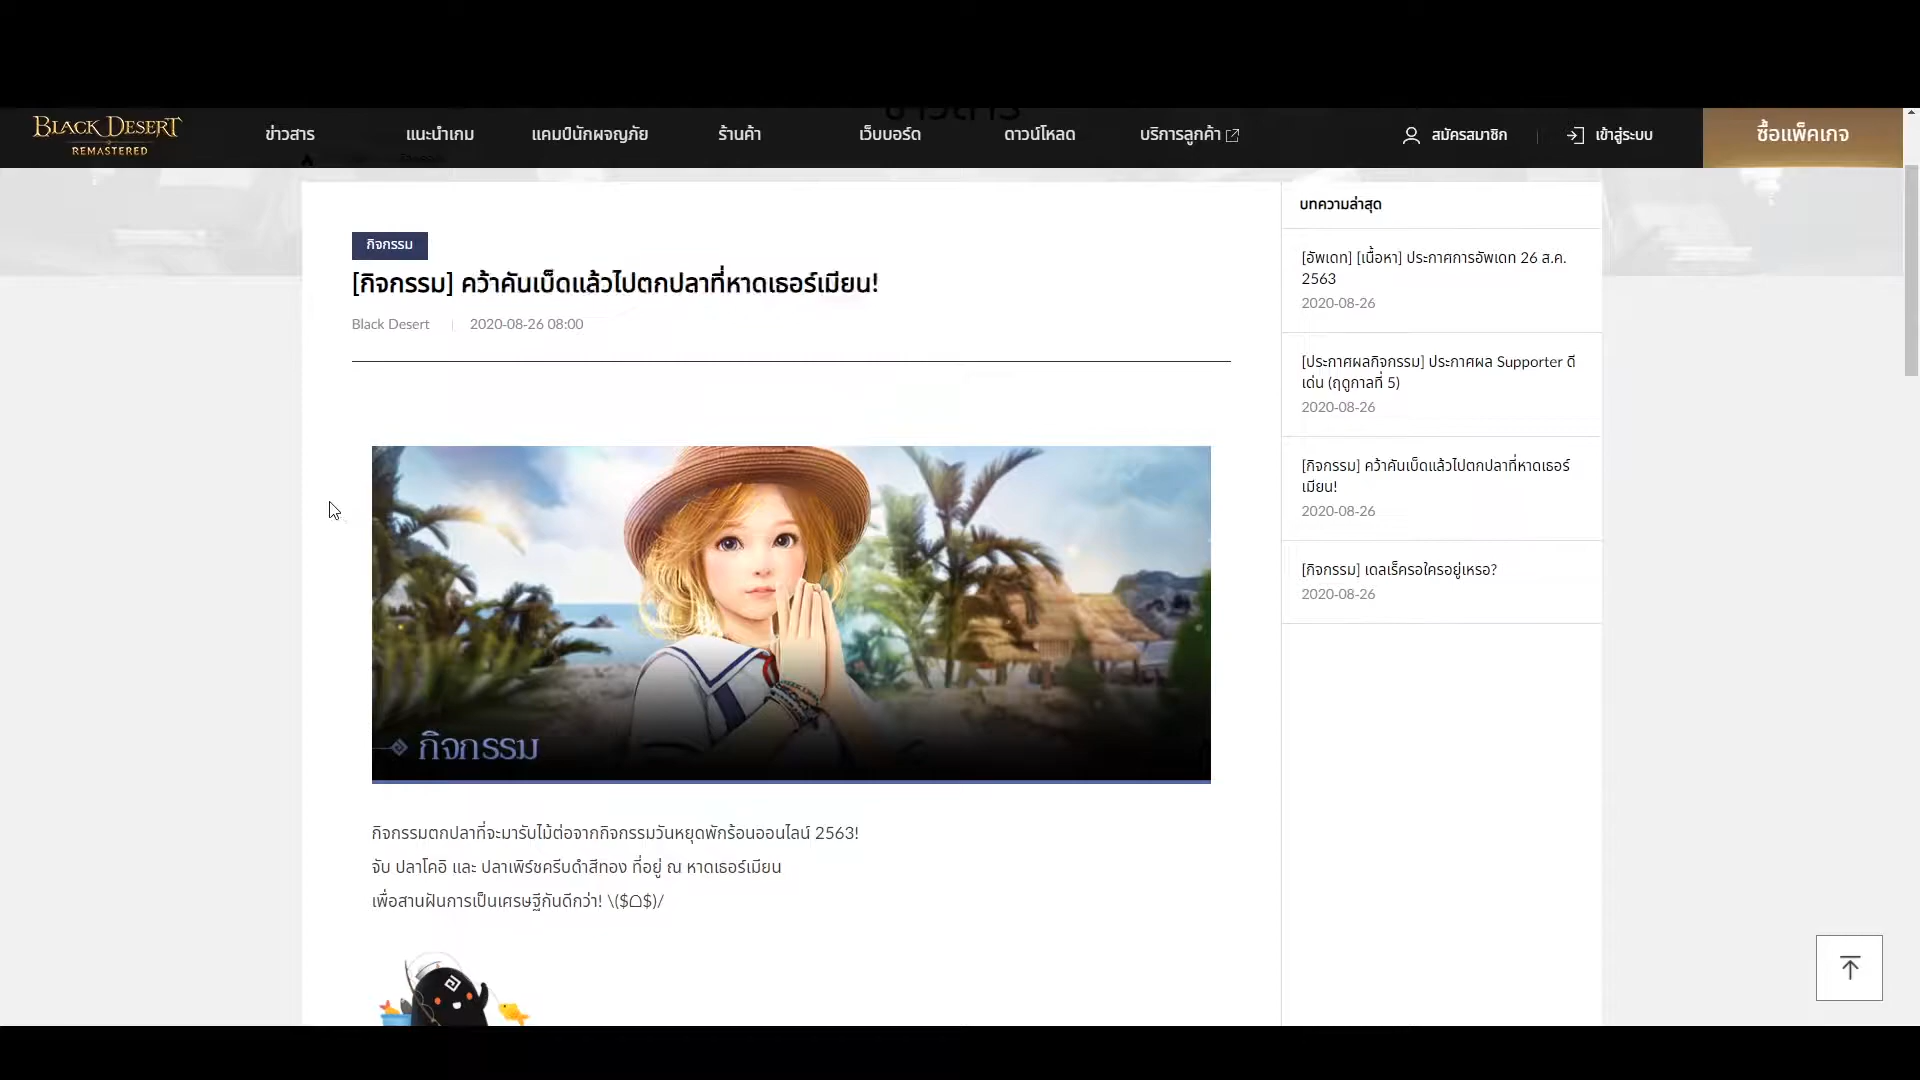 BLACK DESERT
REMASTERED
ข่าวสาร
แนะนำเกม
แคมป์นักผจญภัย
ร้านค้า
เว็บบอร์ด
ดาวน์โหลด
บริการลูกค้า
สมัครสมาชิก
เข้าสู่ระบบ
ซื้อแพ็คเกจ
กิจกรรม
[กิจกรรม] คว้าคันเบ็ดแล้วไปตกปลาที่หาดเธอร์เมียน!
Black Desert
2020-08-26 08:00
กิจกรรม
กิจกรรมตกปลาที่จะมารับไม้ต่อจากกิจกรรมวันหยุดพักร้อนออนไลน์ 2563!
จับ ปลาโคอิ และ ปลาเพิร์ชครีบดำสีทอง ที่อยู่ ณ หาดเธอร์เมียน
เพื่อสานฝันการเป็นเศรษฐีกันดีกว่า! \($⌓$)/
บทความล่าสุด
[อัพเดท] [เนื้อหา] ประกาศการอัพเดท 26 ส.ค.
2563
2020-08-26
[ประกาศผลกิจกรรม] ประกาศผล Supporter ดี
เด่น (ฤดูกาลที่ 5)
2020-08-26
[กิจกรรม] คว้าคันเบ็ดแล้วไปตกปลาที่หาดเธอร์
เมียน!
2020-08-26
[กิจกรรม] เดลเร็ครอใครอยู่เหรอ?
2020-08-26